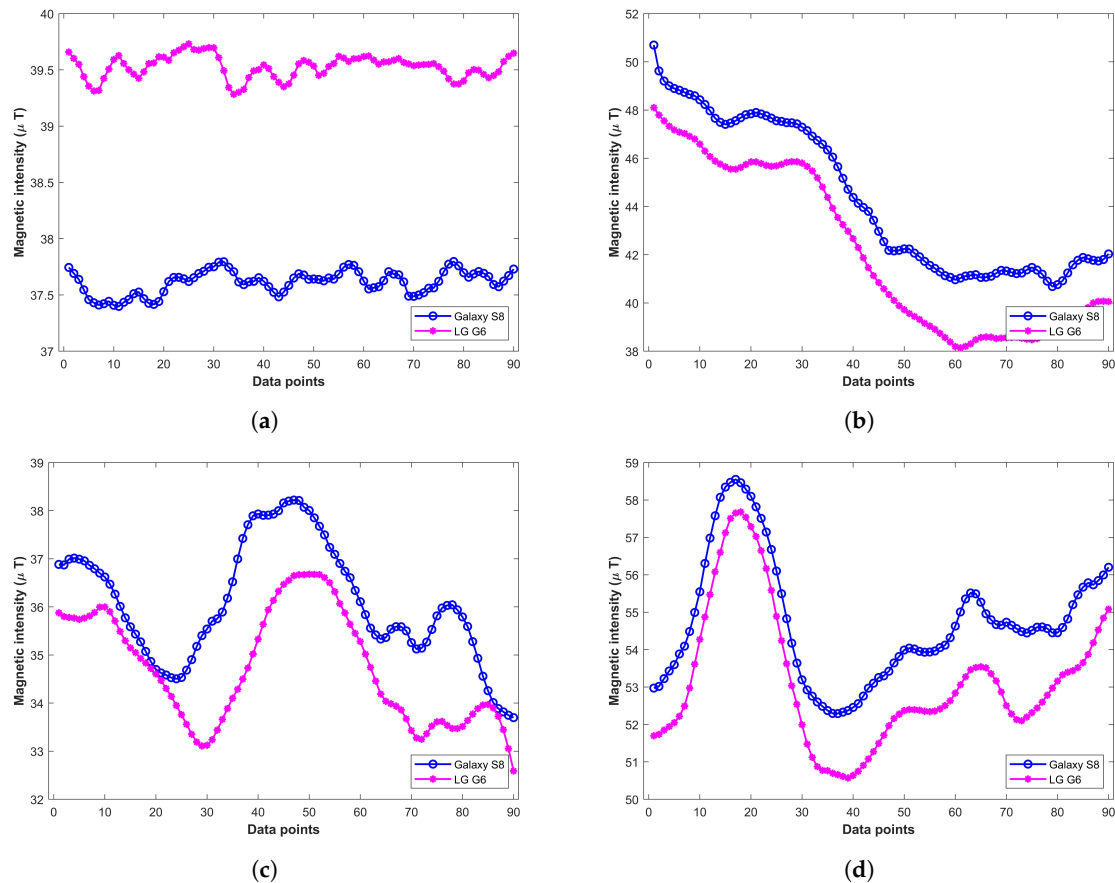 40
39.5
39
38.5
38
37.5
37
Magnetic intensity (μ T)
0 10 20 30 40 50 60 70 80 90
Data points
Galaxy S8
LG G6
(a)
52
50
48
46
44
42
40
38
Magnetic intensity (μ T)
0 10 20 30 40 50 60 70 80 90
Data points
Galaxy S8
LG G6
(b)
39
38
37
36
35
34
33
32
Magnetic intensity (μ T)
0 10 20 30 40 50 60 70 80 90
Data points
Galaxy S8
LG G6
(c)
59
58
57
56
55
54
53
52
51
50
Magnetic intensity (μ T)
0 10 20 30 40 50 60 70 80 90
Data points
Galaxy S8
LG G6
(d)